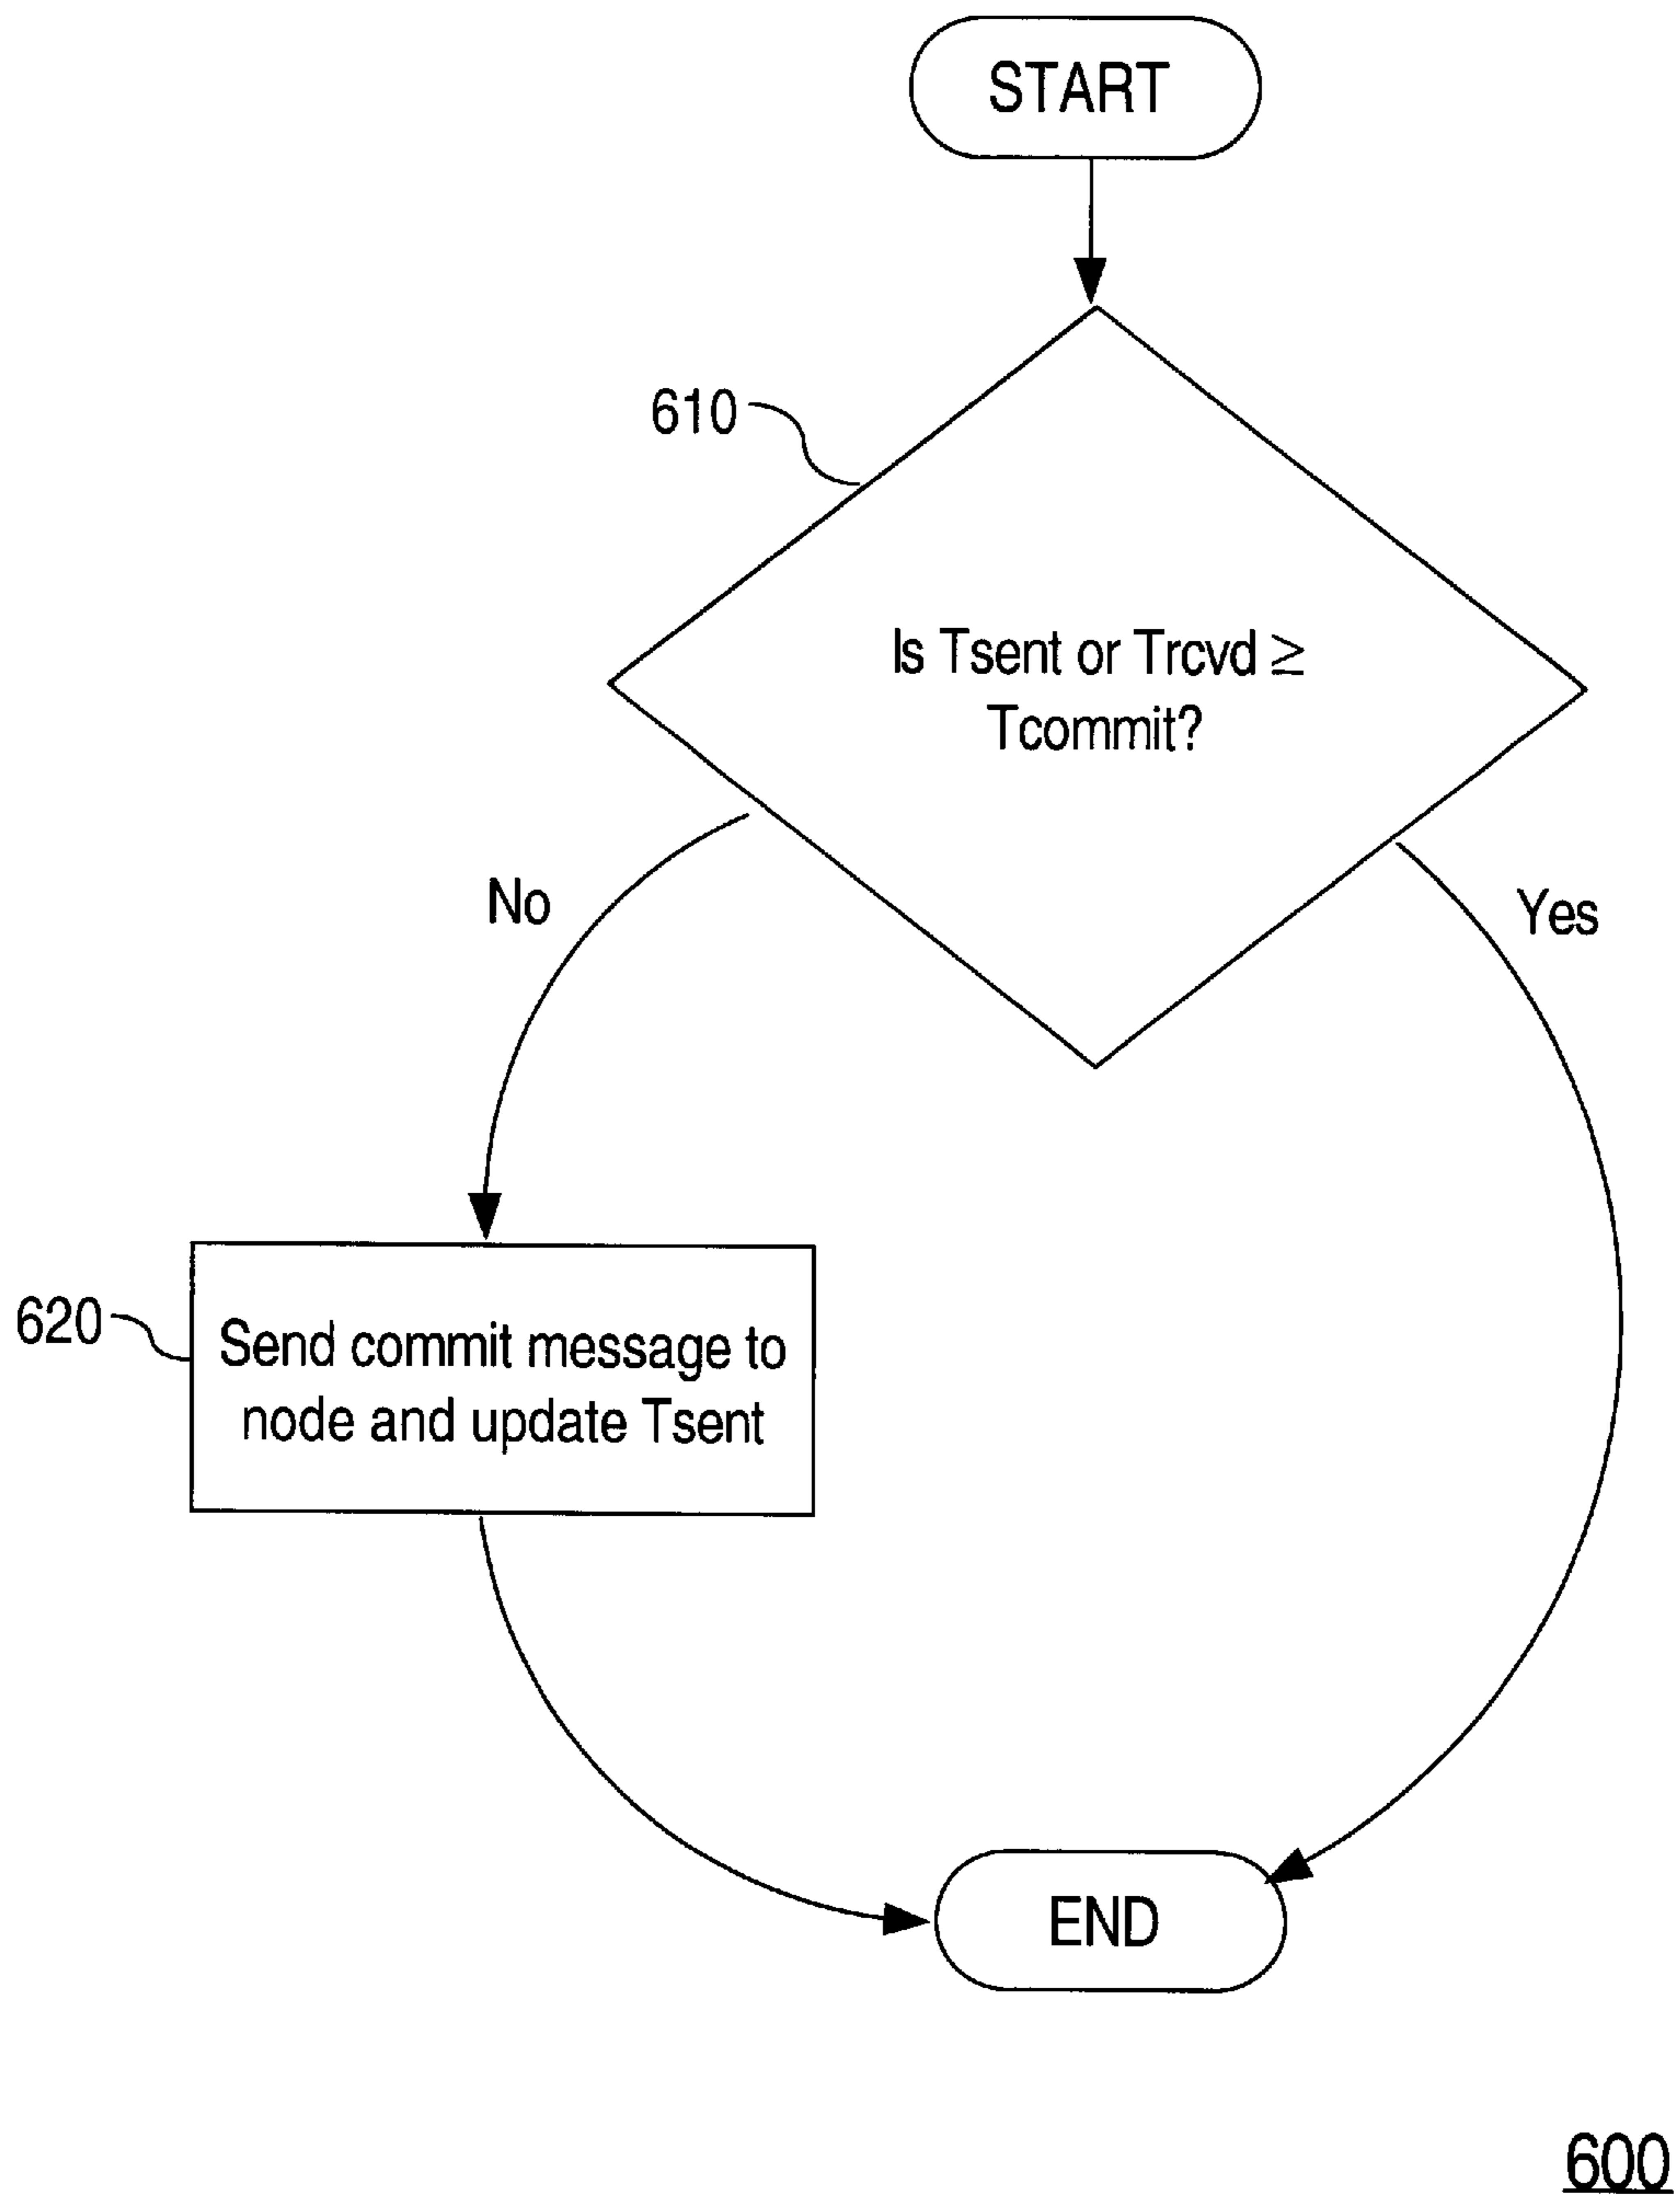 START
610
Is Tsent or Trcvd ≥
Tcommit?
No
Yes
620
Send commit message to
node and update Tsent
END
600